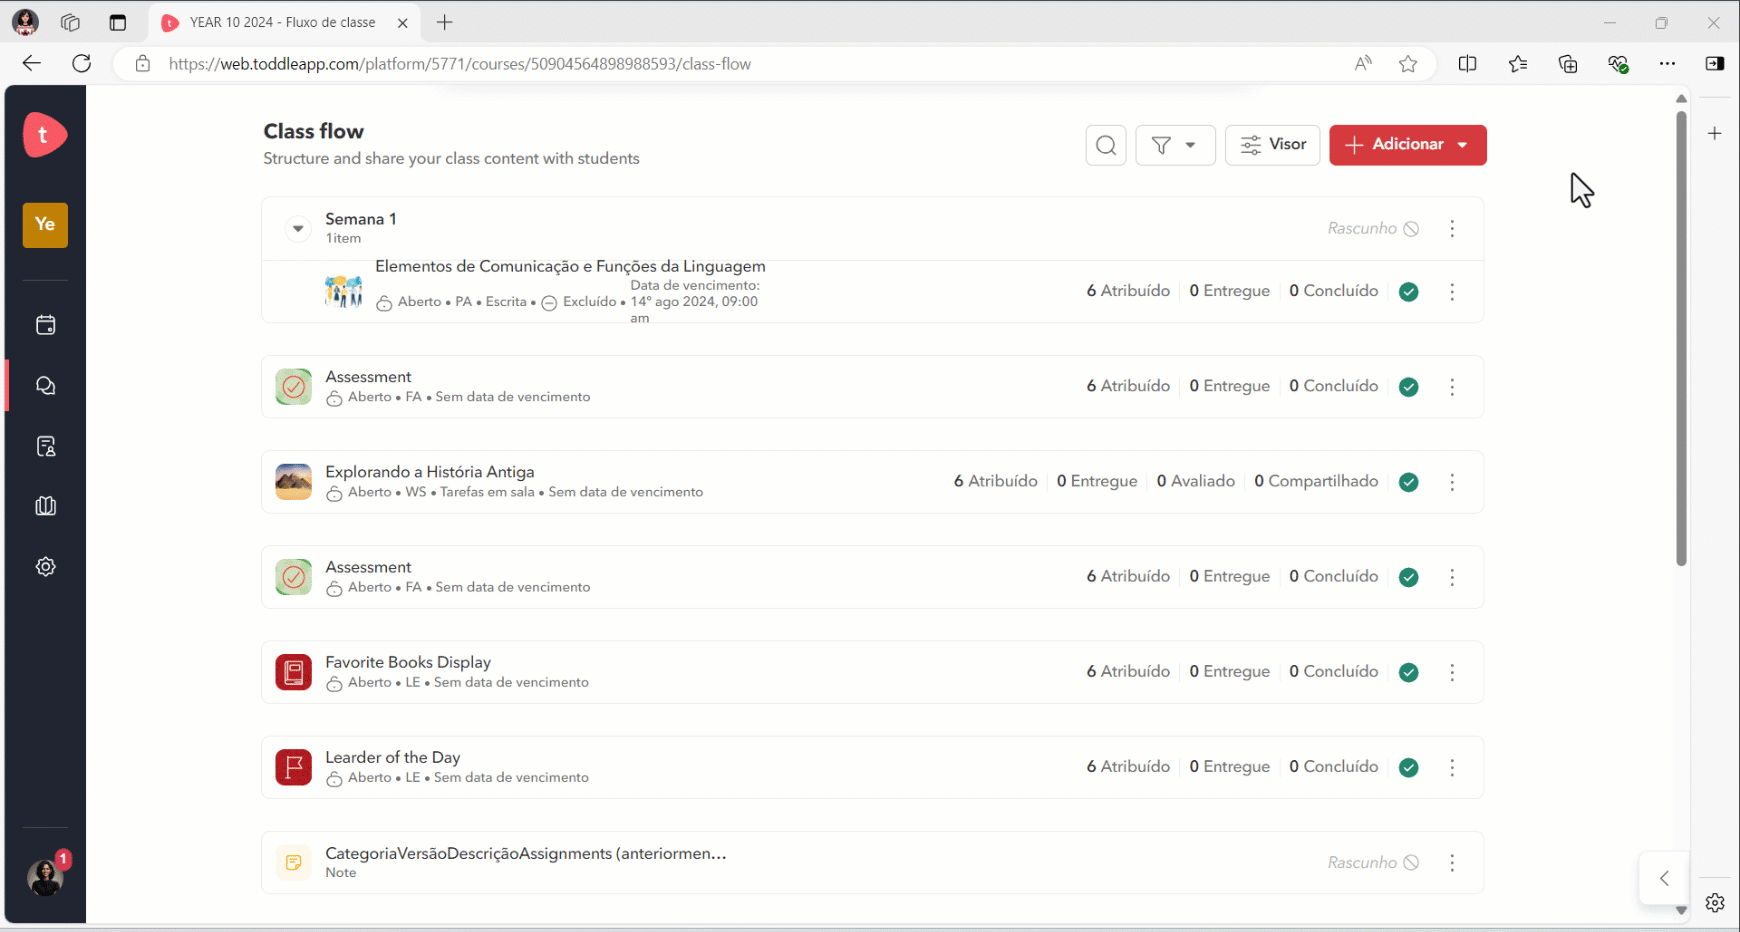 YEAR 10 2024 - Fluxo de classe
https://web.toddleapp.com/platform/5771/courses/50904564898988593/class-flow
t
Class flow
Structure and share your class content with students
Visor
Adicionar
Ye
Semana 1
1item
Rascunho
Elementos de Comunicação e Funções da Linguagem
Aberto • PA • Escrita • Excluído • Data de vencimento:
14º ago 2024, 09:00
am
6 Atribuído 0 Entregue 0 Concluído
Assessment
Aberto • FA • Sem data de vencimento
6 Atribuído 0 Entregue 0 Concluído
Explorando a História Antiga
Aberto • WS • Tarefas em sala • Sem data de vencimento
6 Atribuído 0 Entregue 0 Avaliado 0 Compartilhado
Assessment
Aberto • FA • Sem data de vencimento
6 Atribuído 0 Entregue 0 Concluído
Favorite Books Display
Aberto • LE • Sem data de vencimento
6 Atribuído 0 Entregue 0 Concluído
Learder of the Day
Aberto • LE • Sem data de vencimento
6 Atribuído 0 Entregue 0 Concluído
CategoriaVersãoDescriçãoAssignments (anteriormen...
Note
Rascunho
1